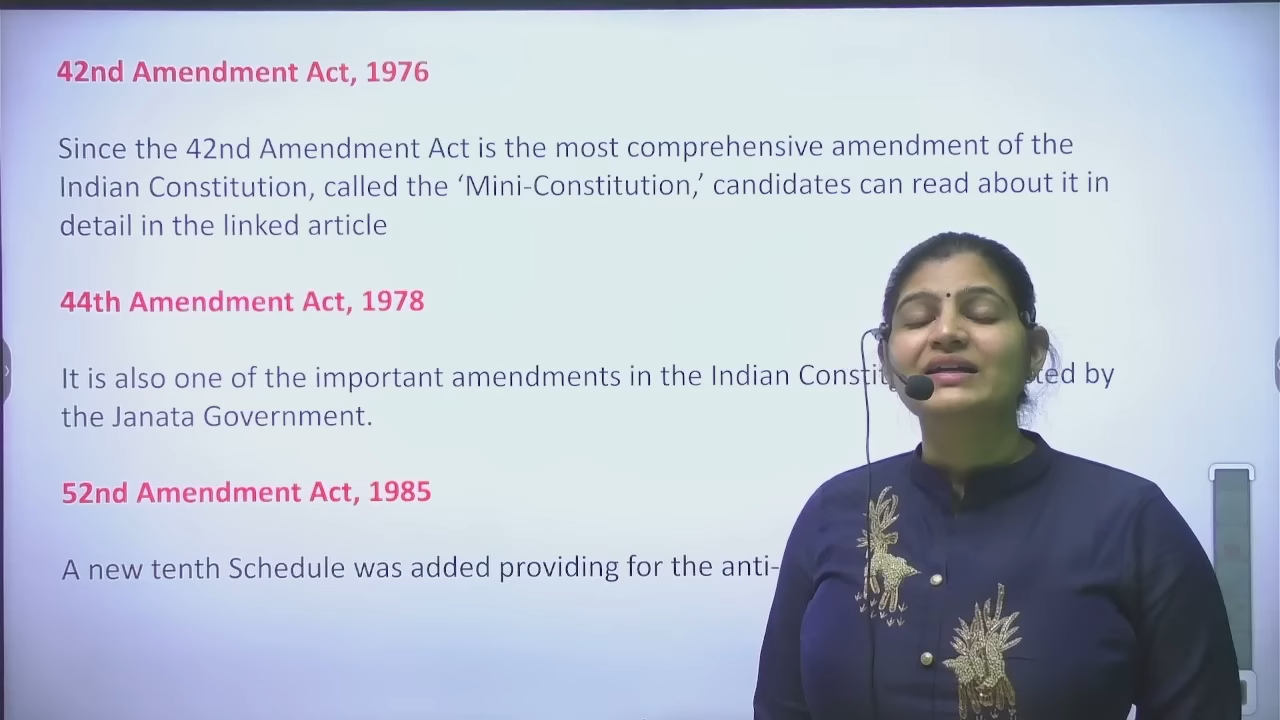 42nd Amendment Act, 1976
Since the 42nd Amendment Act is the most comprehensive amendment of the
Indian Constitution, called the ‘Mini-Constitution,’ candidates can read about it in
detail in the linked article
44th Amendment Act, 1978
It is also one of the important amendments in the Indian by
the Janata Government.
52nd Amendment Act, 1985
A new tenth Schedule was added providing for the anti-